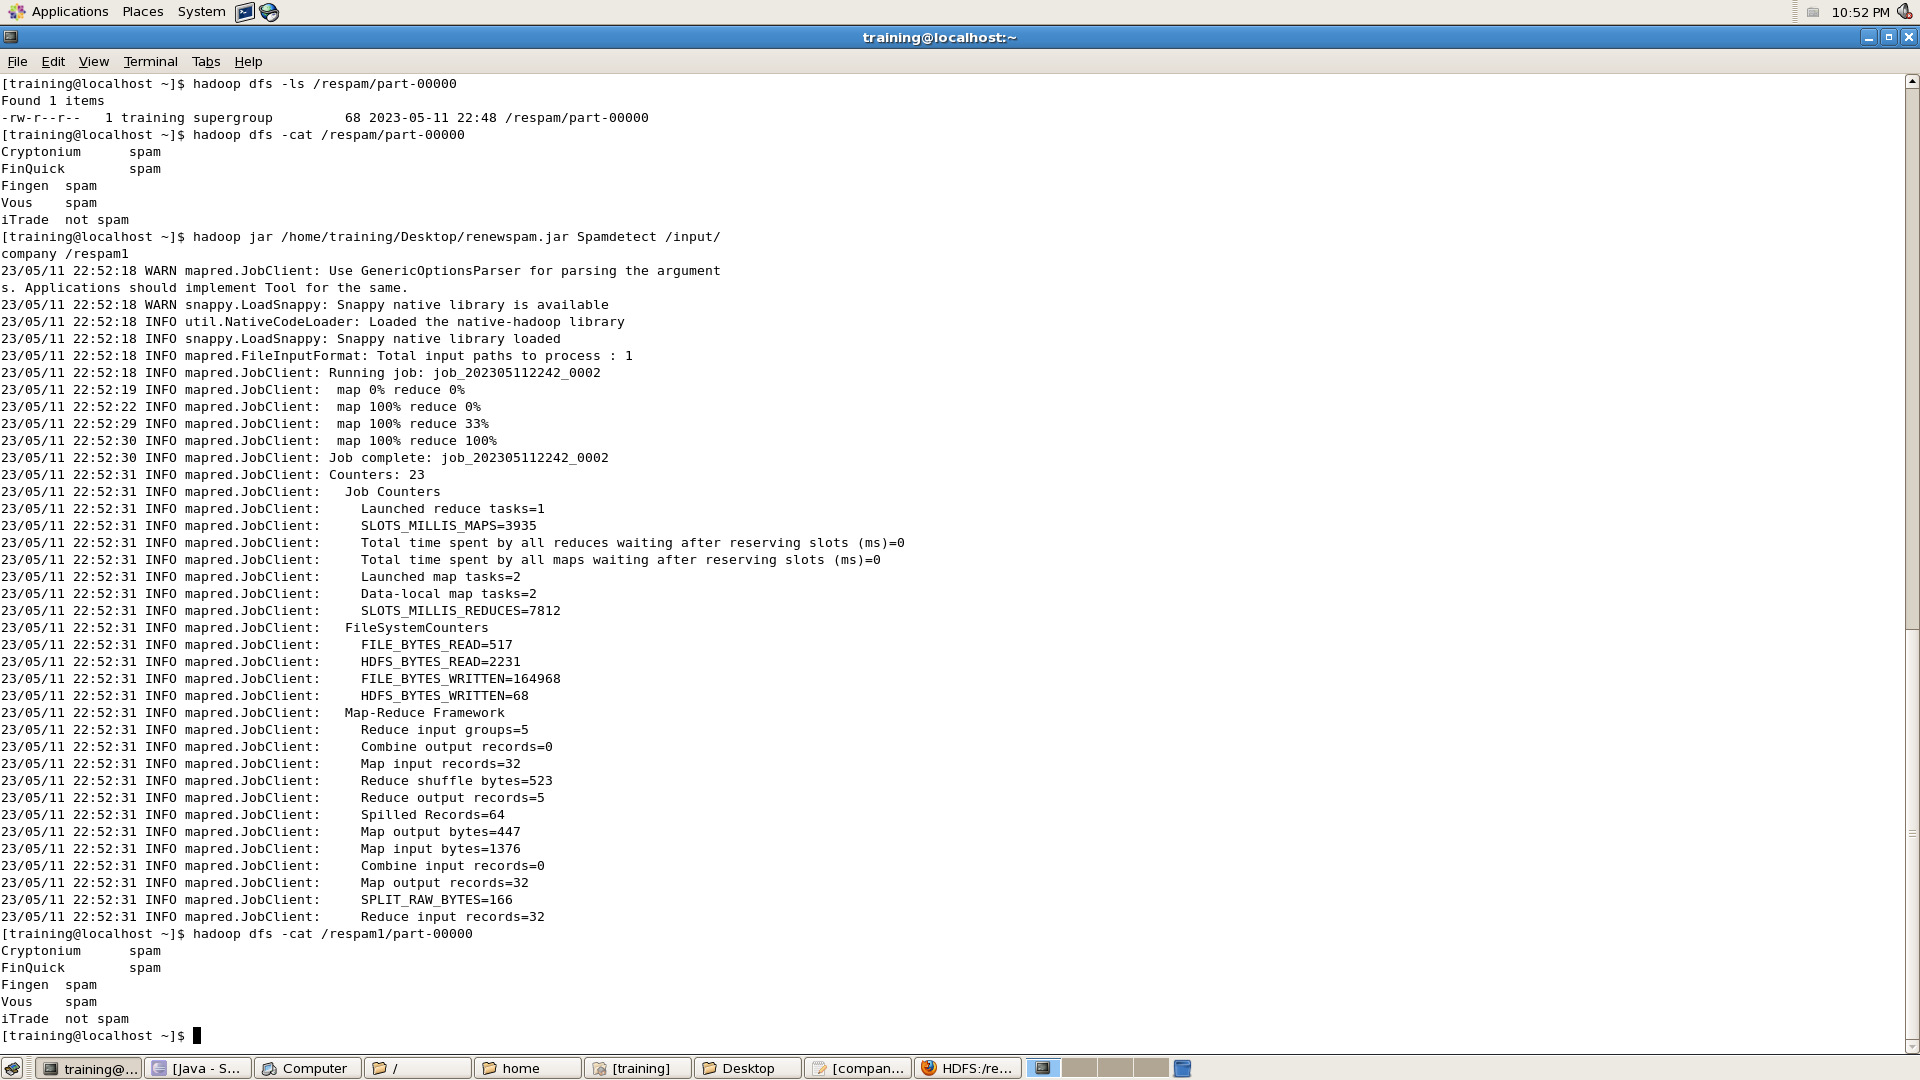 Applications Places System 10:52 PM
training@localhost:~
File Edit View Terminal Tabs Help
[training@localhost ~]$ hadoop dfs -ls /respam/part-00000
Found 1 items
-rw-r--r--   1 training supergroup         68 2023-05-11 22:48 /respam/part-00000
[training@localhost ~]$ hadoop dfs -cat /respam/part-00000
Cryptonium      spam
FinQuick        spam
Fingen  spam
Vous    spam
iTrade  not spam
[training@localhost ~]$ hadoop jar /home/training/Desktop/renewspam.jar Spamdetect /input/
company /respam1
23/05/11 22:52:18 WARN mapred.JobClient: Use GenericOptionsParser for parsing the argument
s. Applications should implement Tool for the same.
23/05/11 22:52:18 WARN snappy.LoadSnappy: Snappy native library is available
23/05/11 22:52:18 INFO util.NativeCodeLoader: Loaded the native-hadoop library
23/05/11 22:52:18 INFO snappy.LoadSnappy: Snappy native library loaded
23/05/11 22:52:18 INFO mapred.FileInputFormat: Total input paths to process : 1
23/05/11 22:52:18 INFO mapred.JobClient: Running job: job_202305112242_0002
23/05/11 22:52:19 INFO mapred.JobClient:  map 0% reduce 0%
23/05/11 22:52:22 INFO mapred.JobClient:  map 100% reduce 0%
23/05/11 22:52:29 INFO mapred.JobClient:  map 100% reduce 33%
23/05/11 22:52:30 INFO mapred.JobClient:  map 100% reduce 100%
23/05/11 22:52:30 INFO mapred.JobClient: Job complete: job_202305112242_0002
23/05/11 22:52:31 INFO mapred.JobClient: Counters: 23
23/05/11 22:52:31 INFO mapred.JobClient:   Job Counters
23/05/11 22:52:31 INFO mapred.JobClient:     Launched reduce tasks=1
23/05/11 22:52:31 INFO mapred.JobClient:     SLOTS_MILLIS_MAPS=3935
23/05/11 22:52:31 INFO mapred.JobClient:     Total time spent by all reduces waiting after reserving slots (ms)=0
23/05/11 22:52:31 INFO mapred.JobClient:     Total time spent by all maps waiting after reserving slots (ms)=0
23/05/11 22:52:31 INFO mapred.JobClient:     Launched map tasks=2
23/05/11 22:52:31 INFO mapred.JobClient:     Data-local map tasks=2
23/05/11 22:52:31 INFO mapred.JobClient:     SLOTS_MILLIS_REDUCES=7812
23/05/11 22:52:31 INFO mapred.JobClient:   FileSystemCounters
23/05/11 22:52:31 INFO mapred.JobClient:     FILE_BYTES_READ=517
23/05/11 22:52:31 INFO mapred.JobClient:     HDFS_BYTES_READ=2231
23/05/11 22:52:31 INFO mapred.JobClient:     FILE_BYTES_WRITTEN=164968
23/05/11 22:52:31 INFO mapred.JobClient:     HDFS_BYTES_WRITTEN=68
23/05/11 22:52:31 INFO mapred.JobClient:   Map-Reduce Framework
23/05/11 22:52:31 INFO mapred.JobClient:     Reduce input groups=5
23/05/11 22:52:31 INFO mapred.JobClient:     Combine output records=0
23/05/11 22:52:31 INFO mapred.JobClient:     Map input records=32
23/05/11 22:52:31 INFO mapred.JobClient:     Reduce shuffle bytes=523
23/05/11 22:52:31 INFO mapred.JobClient:     Reduce output records=5
23/05/11 22:52:31 INFO mapred.JobClient:     Spilled Records=64
23/05/11 22:52:31 INFO mapred.JobClient:     Map output bytes=447
23/05/11 22:52:31 INFO mapred.JobClient:     Map input bytes=1376
23/05/11 22:52:31 INFO mapred.JobClient:     Combine input records=0
23/05/11 22:52:31 INFO mapred.JobClient:     Map output records=32
23/05/11 22:52:31 INFO mapred.JobClient:     SPLIT_RAW_BYTES=166
23/05/11 22:52:31 INFO mapred.JobClient:     Reduce input records=32
[training@localhost ~]$ hadoop dfs -cat /respam1/part-00000
Cryptonium      spam
FinQuick        spam
Fingen  spam
Vous    spam
iTrade  not spam
[training@localhost ~]$
training@... [Java - S... Computer / home [training] Desktop [compan... HDFS:/re...